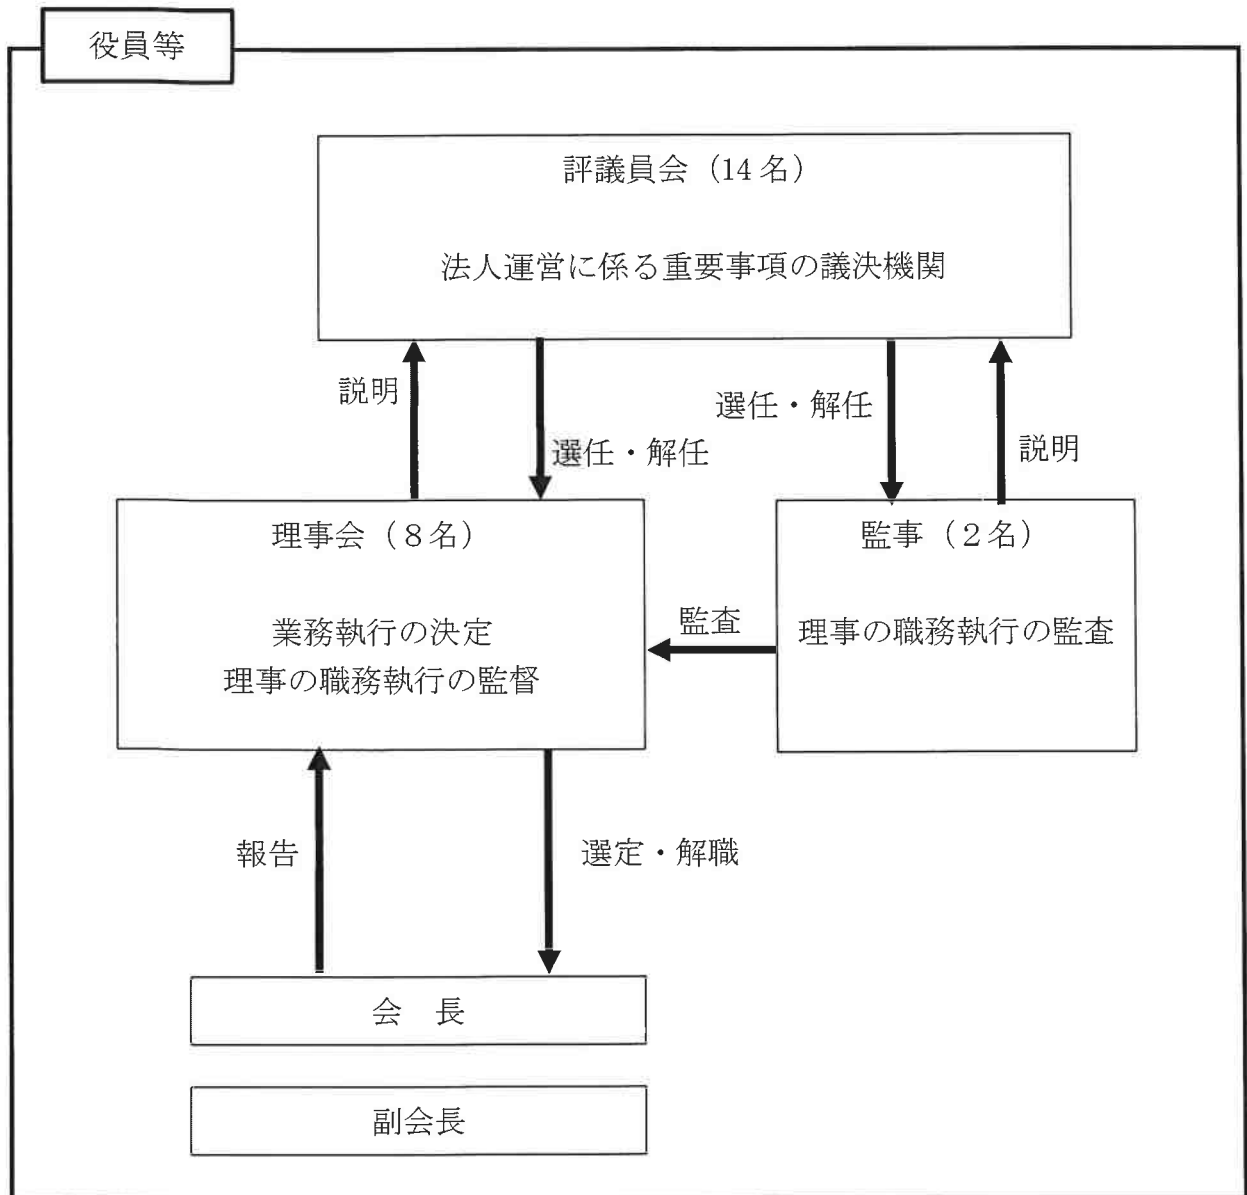 役員等
評議員会（14名）
法人運営に係る重要事項の議決機関
説明
選任・解任
選任・解任
説明
理事会（８名）
業務執行の決定
理事の職務執行の監督
監査
監事（２名）
理事の職務執行の監査
報告
選定・解職
会　長
副会長